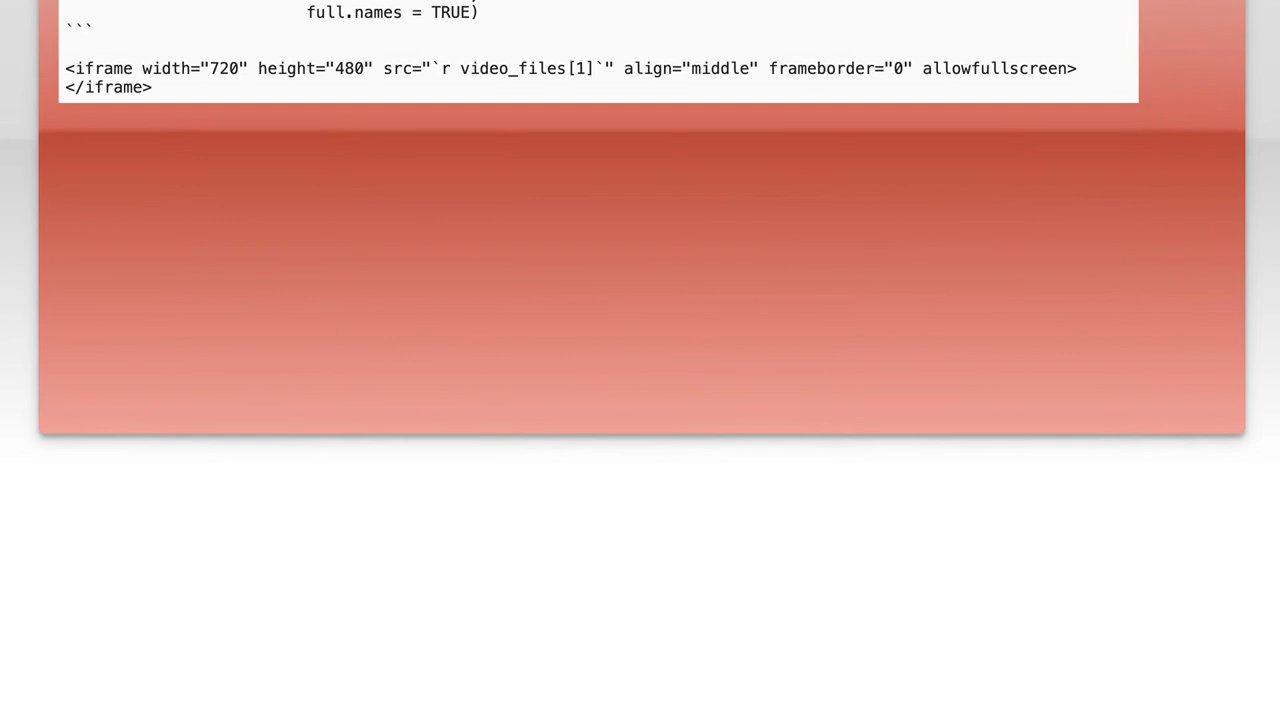 full.names = TRUE)
```
<iframe width="720" height="480" src="`r video_files[1]`" align="middle" frameborder="0" allowfullscreen>
</iframe>